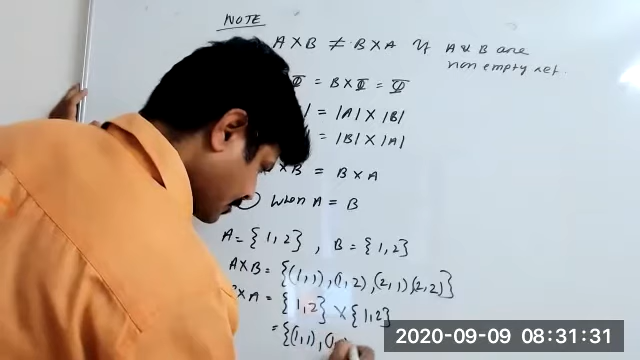 NOTE
A X B ≠ B X A if A & B are
non empty set.
Φ = B X Φ = Φ
| = |A| X |B|
= |B| X |A|
X B = B X A
when A = B
A = {1,2} , B = {1,2}
A X B = {(1,1),(1,2),(2,1)(2,2)}
X A = {1,2} X {1,2}
= {(1,1),(1,
2020-09-09 08:31:31